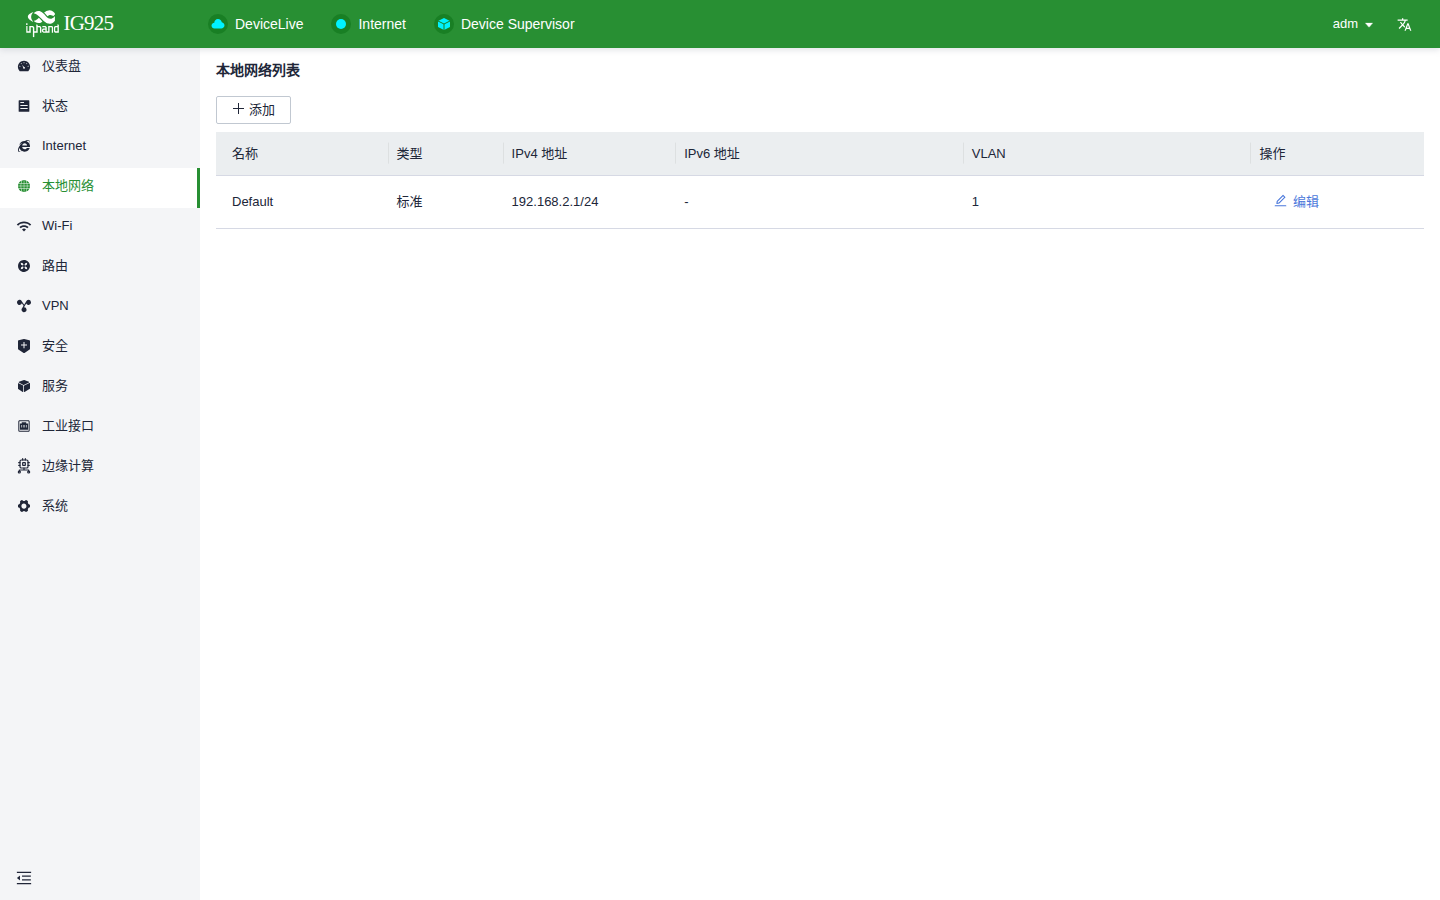 inhand IG925 DeviceLive Internet Device Supervisor adm
仪表盘
状态
Internet
本地网络
Wi-Fi
路由
VPN
安全
服务
工业接口
边缘计算
系统
本地网络列表
添加
名称 类型 IPv4 地址 IPv6 地址 VLAN 操作
Default 标准 192.168.2.1/24 - 1 编辑